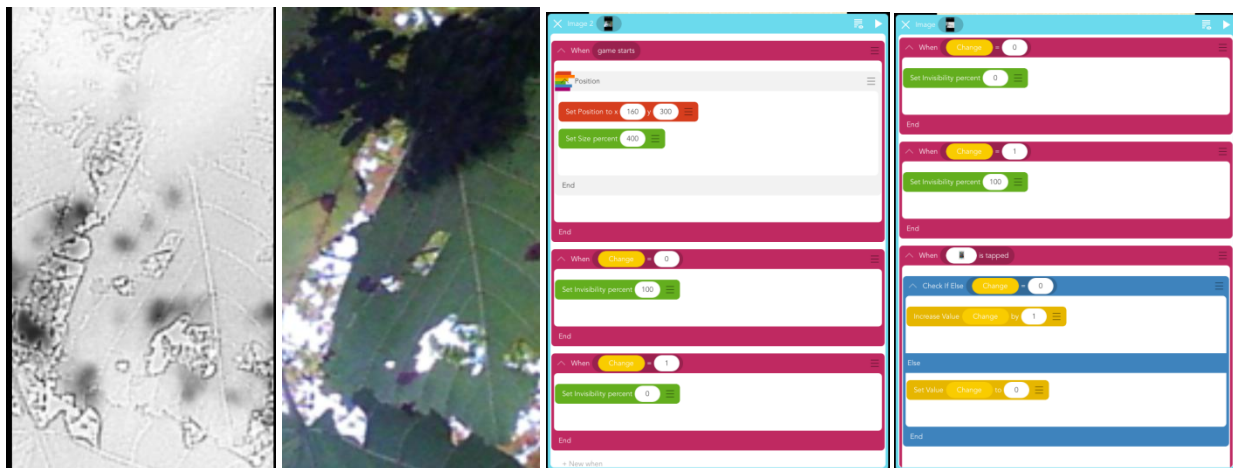 Image 2
When game starts
Position
Set Position to x 160 y 300
Set Size percent 400
End
End
When Change = 0
Set Invisibility percent 100
End
When Change = 1
Set Invisibility percent 0
End
+ New when
Image
When Change = 0
Set Invisibility percent 0
End
When Change = 1
Set Invisibility percent 100
End
When is tapped
Check If Else Change = 0
Increase Value Change by 1
Else
Set Value Change to 0
End